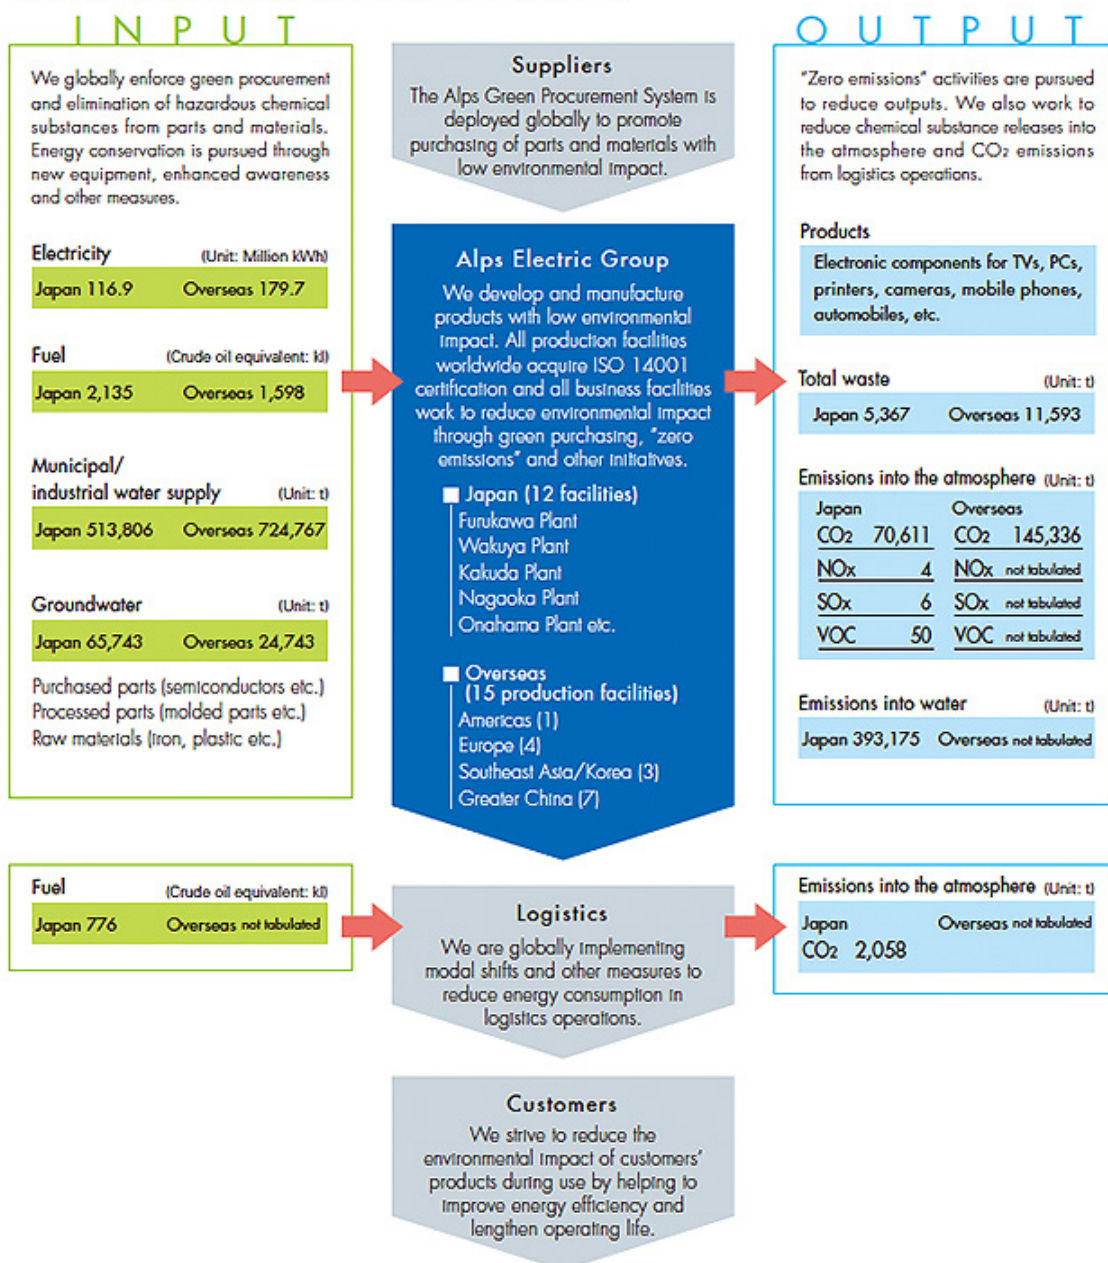 INPUT
We globally enforce green procurement
and elimination of hazardous chemical
substances from parts and materials.
Energy conservation is pursued through
new equipment, enhanced awareness
and other measures.
Electricity (Unit: Million kWh)
Japan 116.9 Overseas 179.7
Fuel (Crude oil equivalent: kl)
Japan 2,135 Overseas 1,598
Municipal/
industrial water supply (Unit: t)
Japan 513,806 Overseas 724,767
Groundwater (Unit: t)
Japan 65,743 Overseas 24,743
Purchased parts (semiconductors etc.)
Processed parts (molded parts etc.)
Raw materials (iron, plastic etc.)
Fuel (Crude oil equivalent: kl)
Japan 776 Overseas not tabulated
Suppliers
The Alps Green Procurement System is
deployed globally to promote
purchasing of parts and materials with
low environmental impact.
Alps Electric Group
We develop and manufacture
products with low environmental
impact. All production facilities
worldwide acquire ISO 14001
certification and all business facilities
work to reduce environmental impact
through green purchasing, "zero
emissions" and other initiatives.
■ Japan (12 facilities)
Furukawa Plant
Wakuya Plant
Kakuda Plant
Nagaoka Plant
Onahama Plant etc.
■ Overseas
(15 production facilities)
Americas (1)
Europe (4)
Southeast Asia/Korea (3)
Greater China (7)
Logistics
We are globally implementing
modal shifts and other measures to
reduce energy consumption in
logistics operations.
Customers
We strive to reduce the
environmental impact of customers'
products during use by helping to
improve energy efficiency and
lengthen operating life.
OUTPUT
"Zero emissions" activities are pursued
to reduce outputs. We also work to
reduce chemical substance releases into
the atmosphere and CO2 emissions
from logistics operations.
Products
Electronic components for TVs, PCs,
printers, cameras, mobile phones,
automobiles, etc.
Total waste (Unit: t)
Japan 5,367 Overseas 11,593
Emissions into the atmosphere (Unit: t)
Japan Overseas
CO2 70,611 CO2 145,336
NOx 4 NOx not tabulated
SOx 6 SOx not tabulated
VOC 50 VOC not tabulated
Emissions into water (Unit: t)
Japan 393,175 Overseas not tabulated
Emissions into the atmosphere (Unit: t)
Japan Overseas not tabulated
CO2 2,058